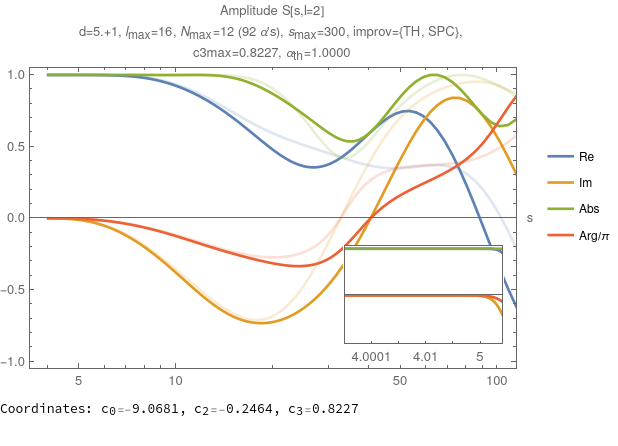 Amplitude S[s,l=2]
d=5.+1, lmax=16, Nmax=12 (92 α's), smax=300, improv={TH, SPC},
c3max=0.8227, αth=1.0000
1.0
0.5
0.0
−0.5
−1.0
s
Re
Im
Abs
Arg/π
4.0001 4.01 5
5 10 50 100
Coordinates: c0=-9.0681, c2=-0.2464, c3=0.8227